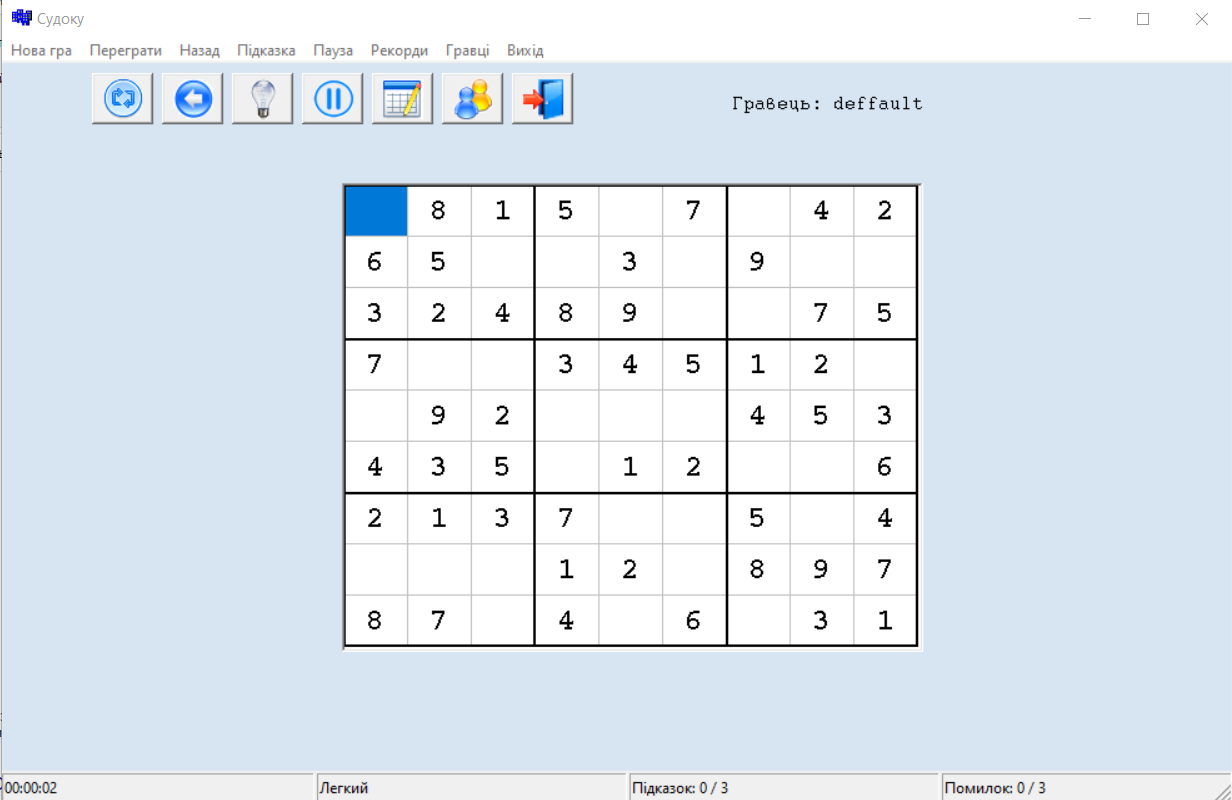 Судоку
Нова гра Переграти Назад Підказка Пауза Рекорди Гравці Вихід
Гравець: deffault
8 1 5 7 4 2
6 5 3 9
3 2 4 8 9 7 5
7 3 4 5 1 2
9 2 4 5 3
4 3 5 1 2 6
2 1 3 7 5 4
1 2 8 9 7
8 7 4 6 3 1
00:00:02 Легкий Підказок: 0 / 3 Помилок: 0 / 3